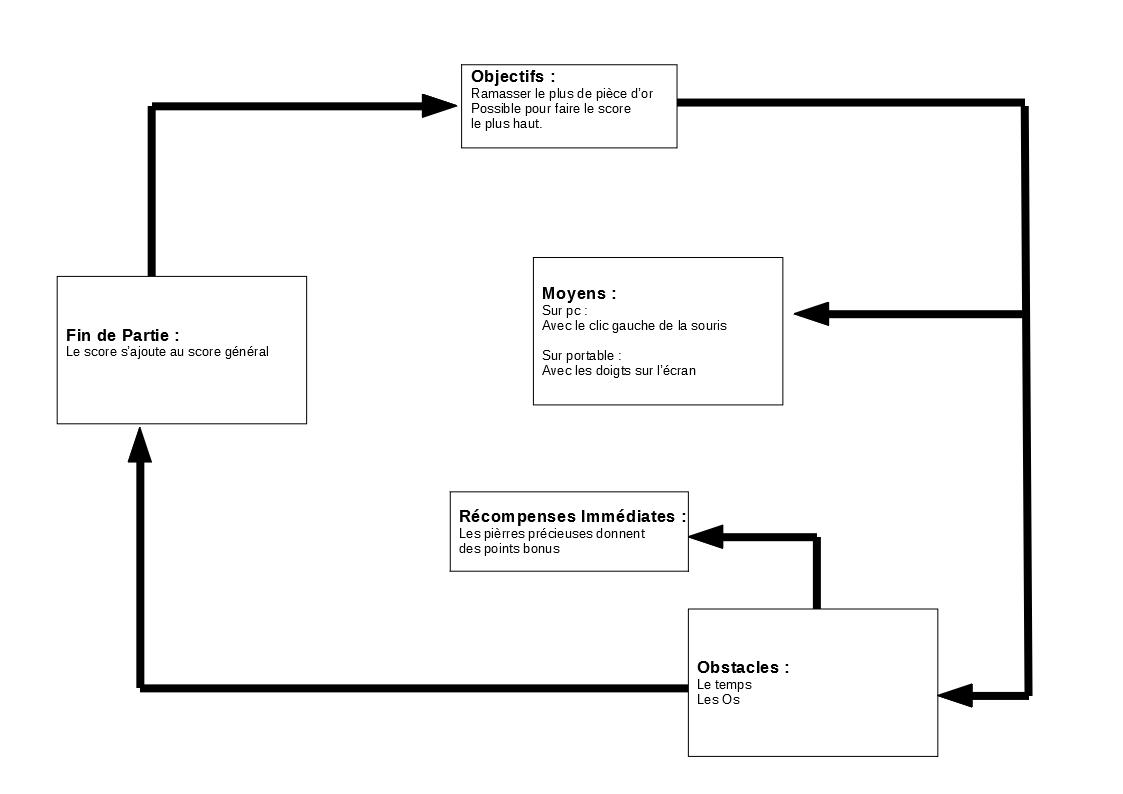 Objectifs :
Ramasser le plus de pièce d’or
Possible pour faire le score
le plus haut.
Moyens :
Sur pc :
Avec le clic gauche de la souris
Sur portable :
Avec les doigts sur l’écran
Fin de Partie :
Le score s’ajoute au score général
Récompenses Immédiates :
Les pièrres précieuses donnent
des points bonus
Obstacles :
Le temps
Les Os